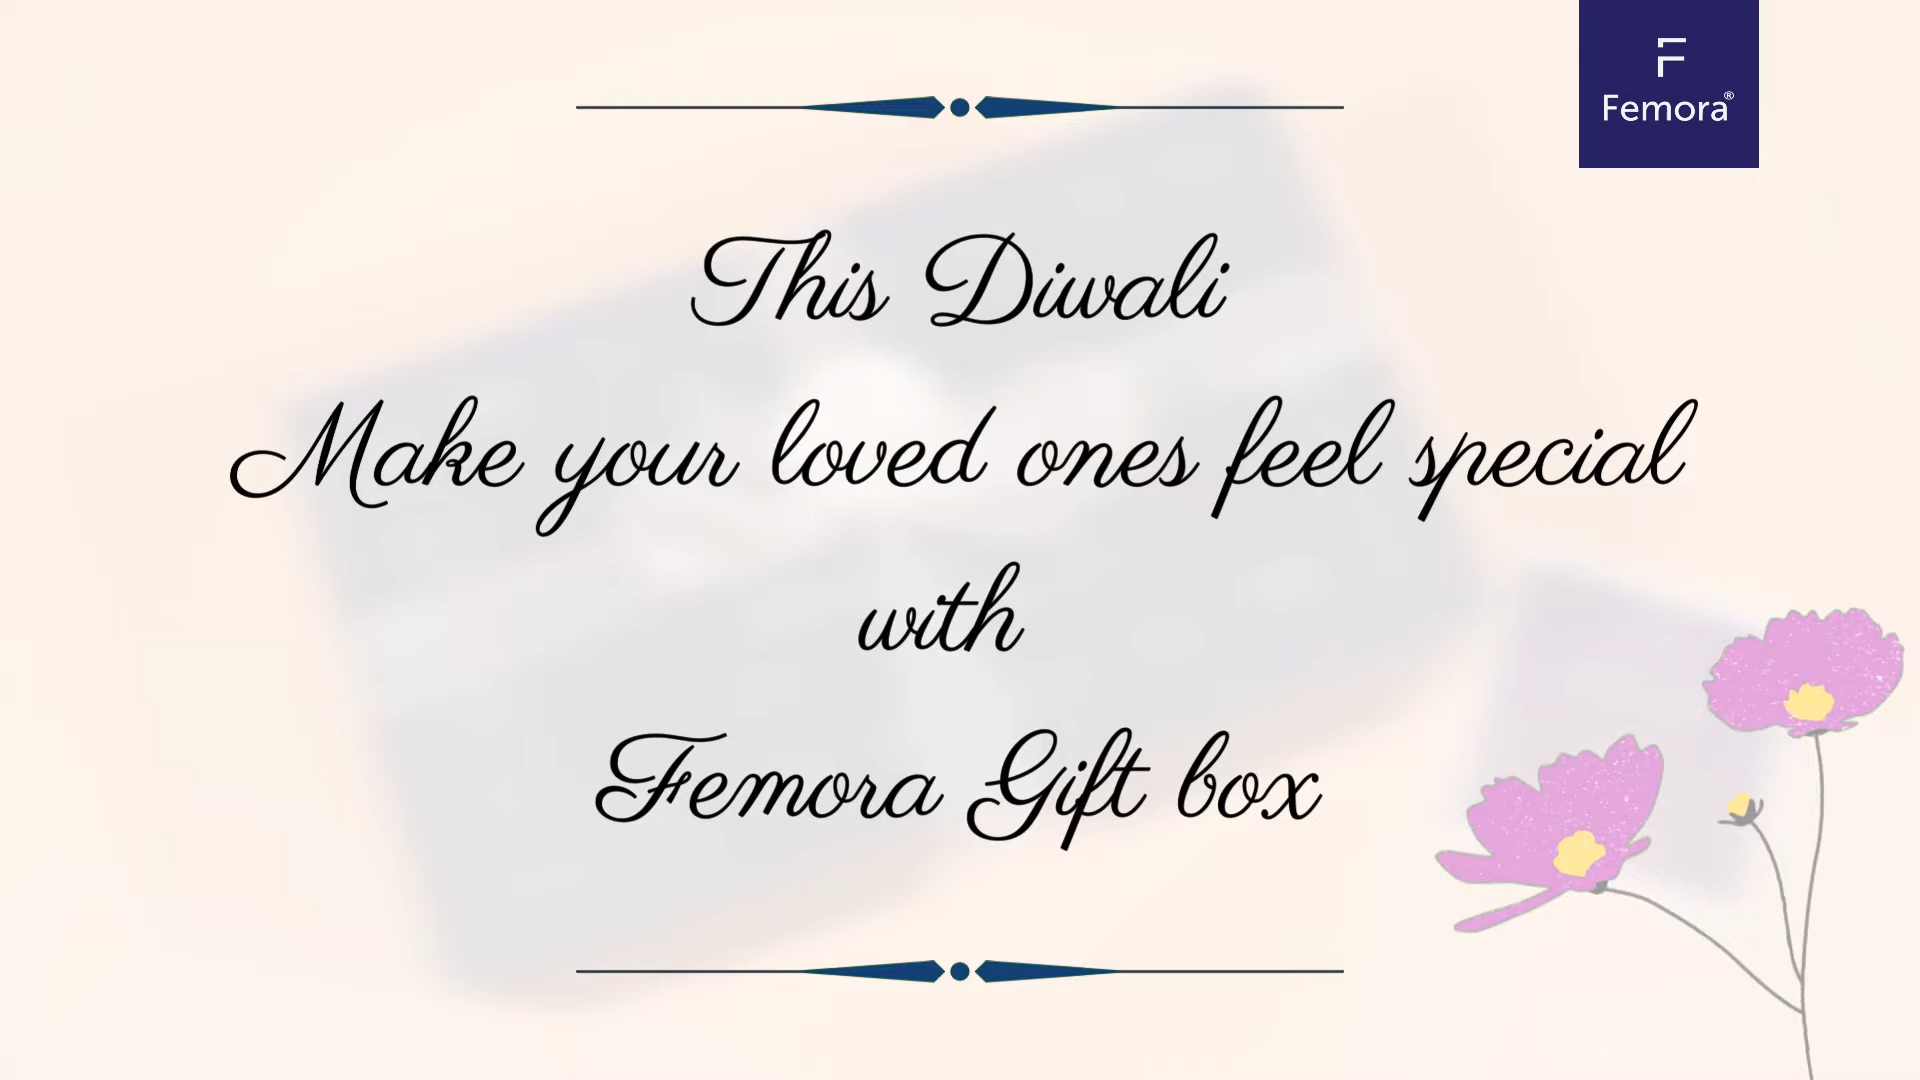 F
Femora®
This Diwali
Make your loved ones feel special
with
Femora Gift box